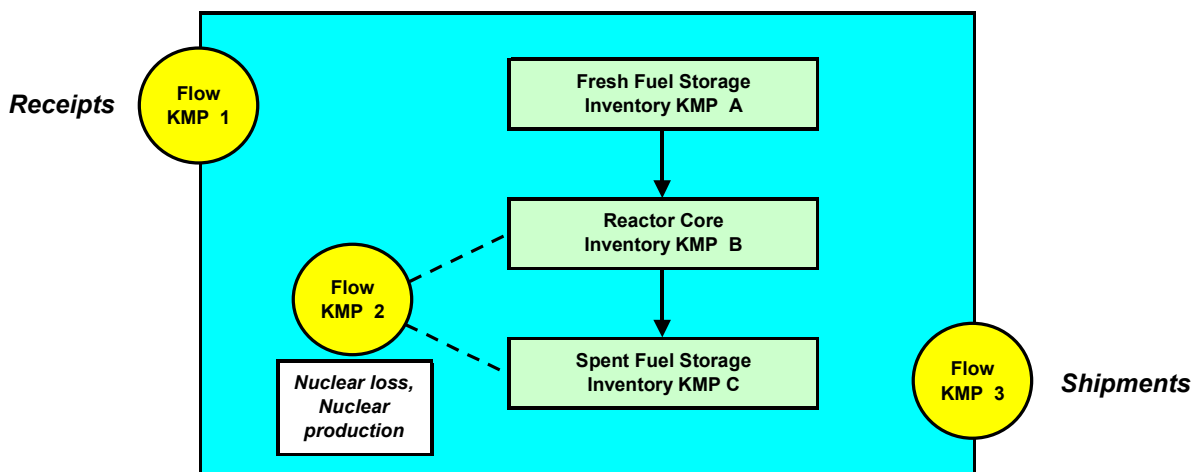 Receipts
Flow
KMP 1
Fresh Fuel Storage
Inventory KMP A
Reactor Core
Inventory KMP B
Flow
KMP 2
Nuclear loss,
Nuclear
production
Spent Fuel Storage
Inventory KMP C
Flow
KMP 3
Shipments